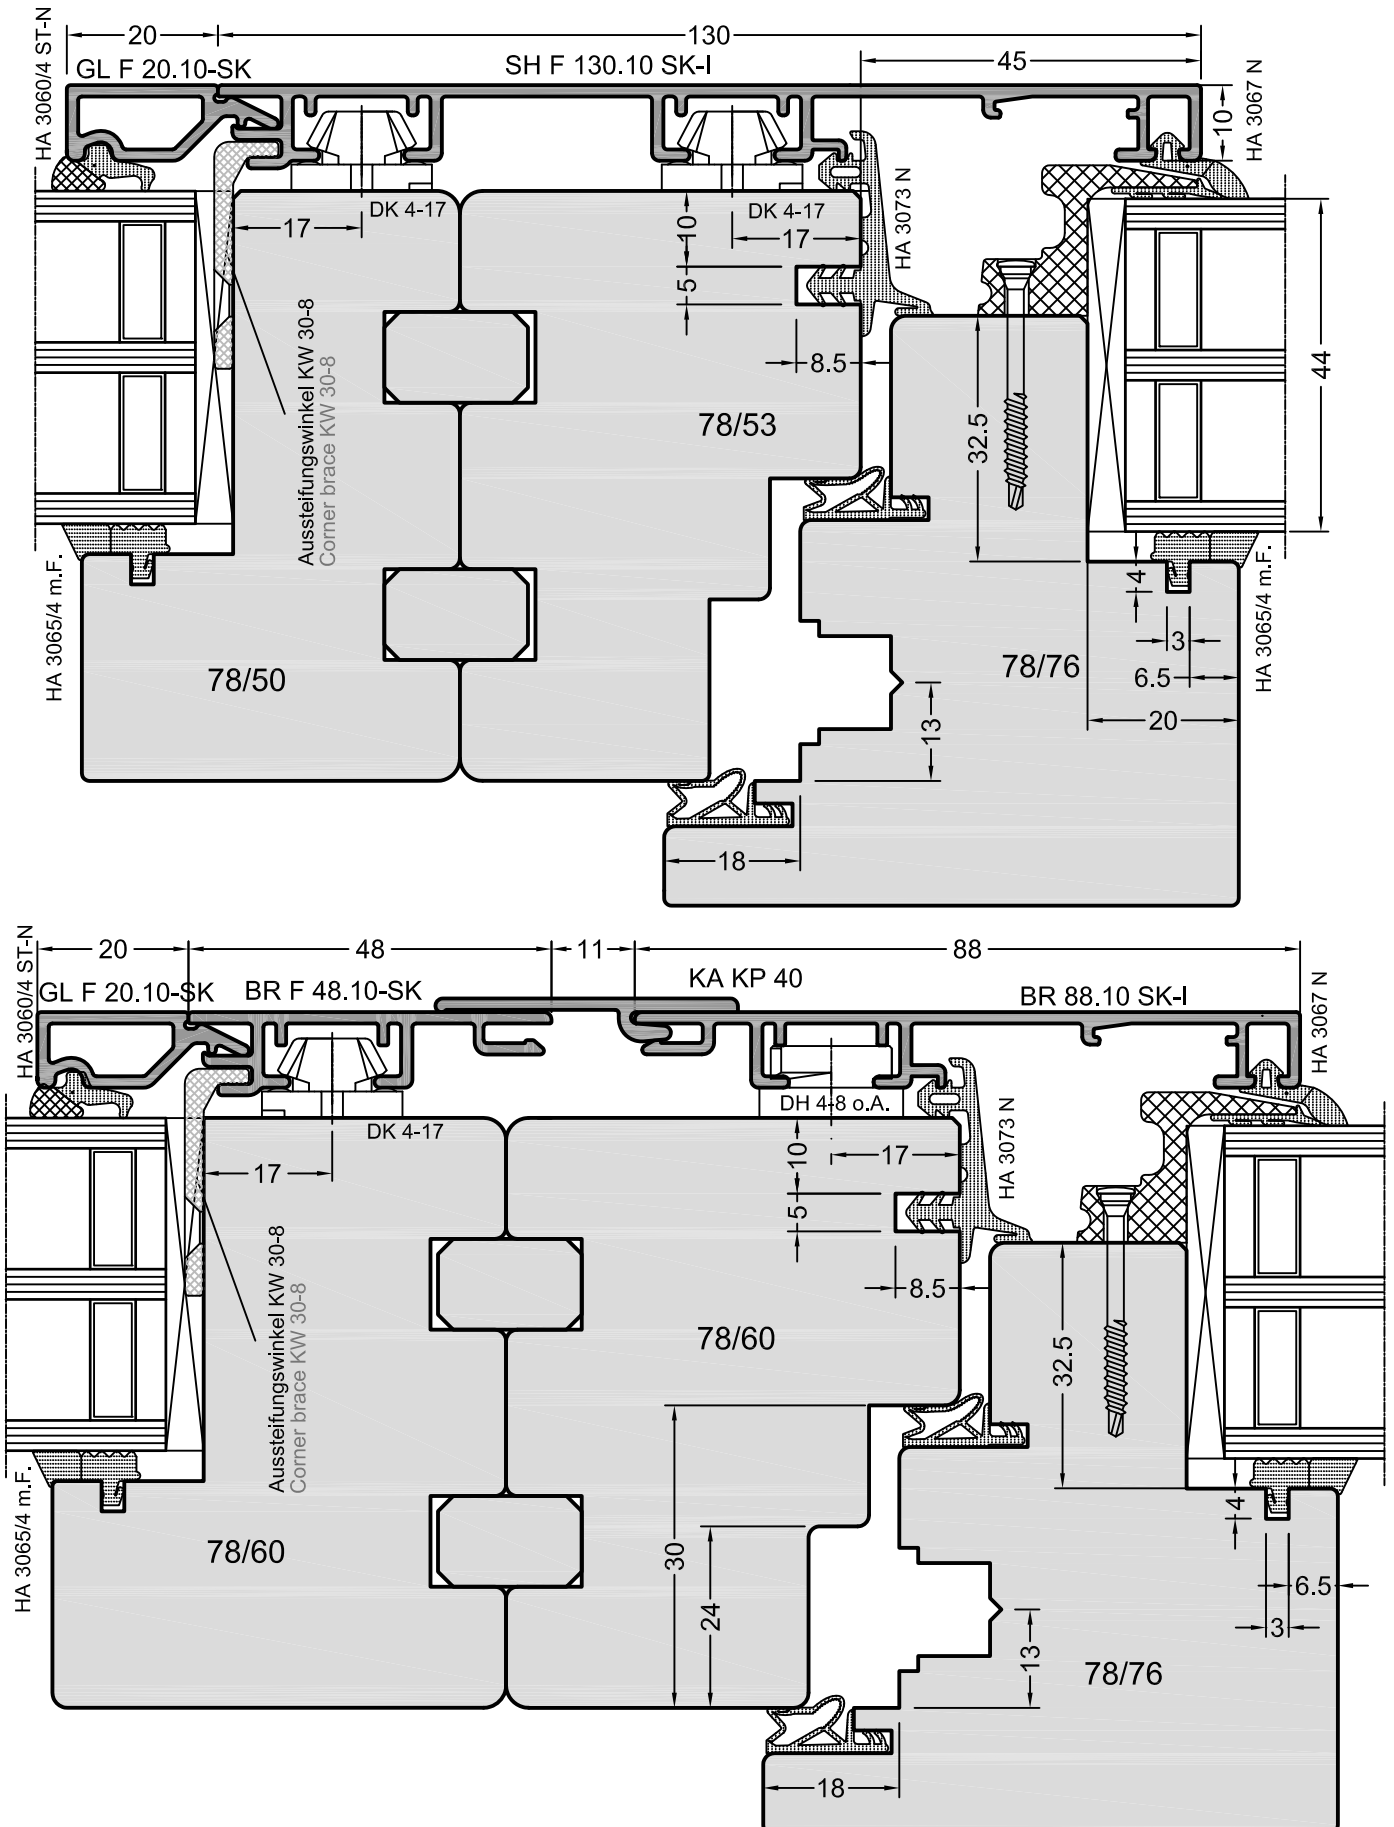 HA 3060/4 ST-N
20
130
GL F 20.10-SK
SH F 130.10 SK-I
45
10
HA 3067 N
DK 4-17
17
10
DK 4-17
17
5
HA 3073 N
8.5
44
Aussteifungswinkel KW 30-8
Corner brace KW 30-8
78/53
32.5
HA 3065/4 m.F.
4
3
6.5
HA 3065/4 m.F.
78/50
78/76
20
13
18
HA 3060/4 ST-N
20
48
11
88
GL F 20.10-SK
BR F 48.10-SK
KA KP 40
BR 88.10 SK-I
HA 3067 N
DH 4-8 o.A.
DK 4-17
17
10
17
5
HA 3073 N
8.5
Aussteifungswinkel KW 30-8
Corner brace KW 30-8
78/60
32.5
HA 3065/4 m.F.
4
78/60
30
24
6.5
3
13
78/76
18